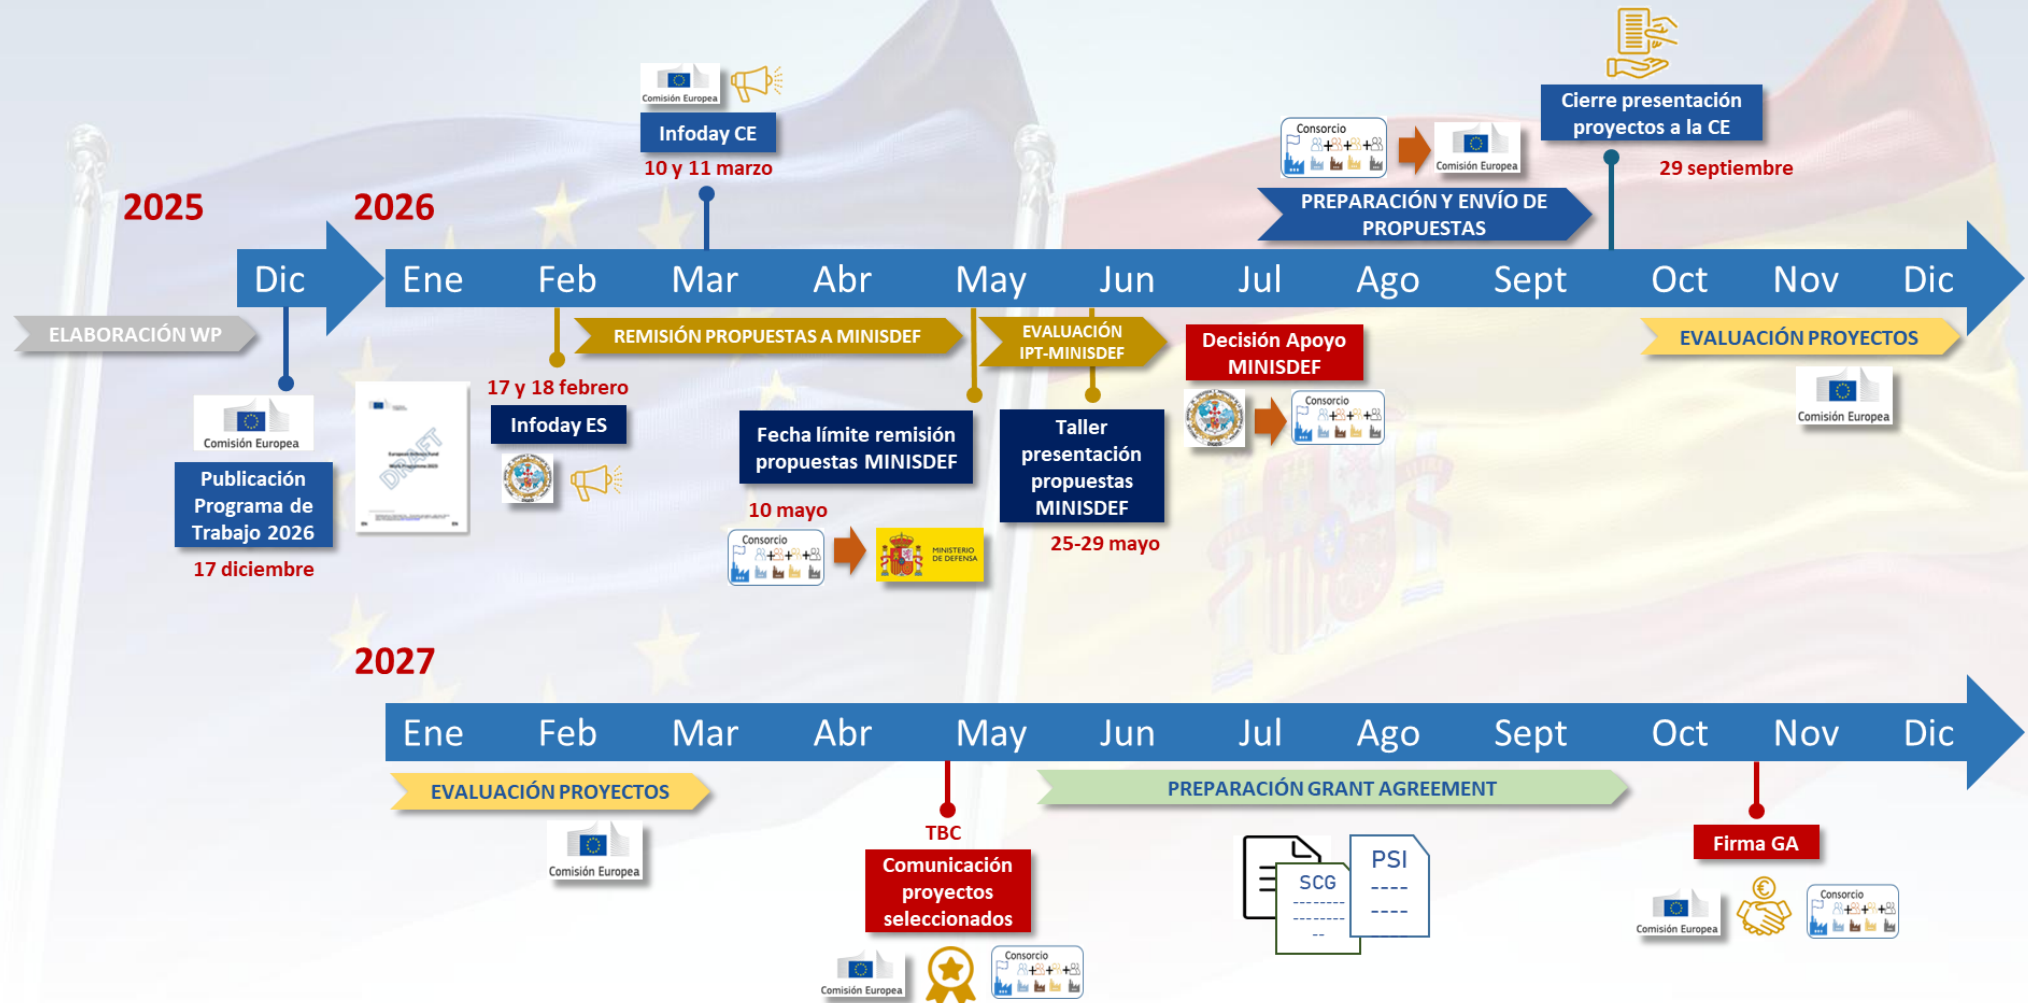 Comisión Europea
Infoday CE
10 y 11 marzo
Cierre presentación
proyectos a la CE
29 septiembre
Consorcio
Comisión Europea
PREPARACIÓN Y ENVÍO DE
PROPUESTAS
2025
2026
Dic
Ene
Feb
Mar
Abr
May
Jun
Jul
Ago
Sept
Oct
Nov
Dic
ELABORACIÓN WP
REMISIÓN PROPUESTAS A MINISDEF
EVALUACIÓN
IPT-MINISDEF
Decisión Apoyo
MINISDEF
Consorcio
EVALUACIÓN PROYECTOS
Comisión Europea
Comisión Europea
Publicación
Programa de
Trabajo 2026
17 diciembre
DRAFT
17 y 18 febrero
Infoday ES
Fecha límite remisión
propuestas MINISDEF
10 mayo
Consorcio
MINISTERIO
DE DEFENSA
Taller
presentación
propuestas
MINISDEF
25-29 mayo
2027
Ene
Feb
Mar
Abr
May
Jun
Jul
Ago
Sept
Oct
Nov
Dic
EVALUACIÓN PROYECTOS
Comisión Europea
TBC
Comunicación
proyectos
seleccionados
Comisión Europea
Consorcio
PREPARACIÓN GRANT AGREEMENT
SCG
PSI
Firma GA
Comisión Europea
Consorcio